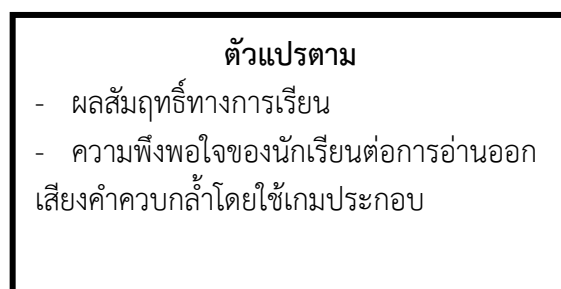 ตัวแปรตาม
- ผลสัมฤทธิ์ทางการเรียน
- ความพึงพอใจของนักเรียนต่อการอ่านออก
เสียงคำควบกล้ำโดยใช้เกมประกอบ